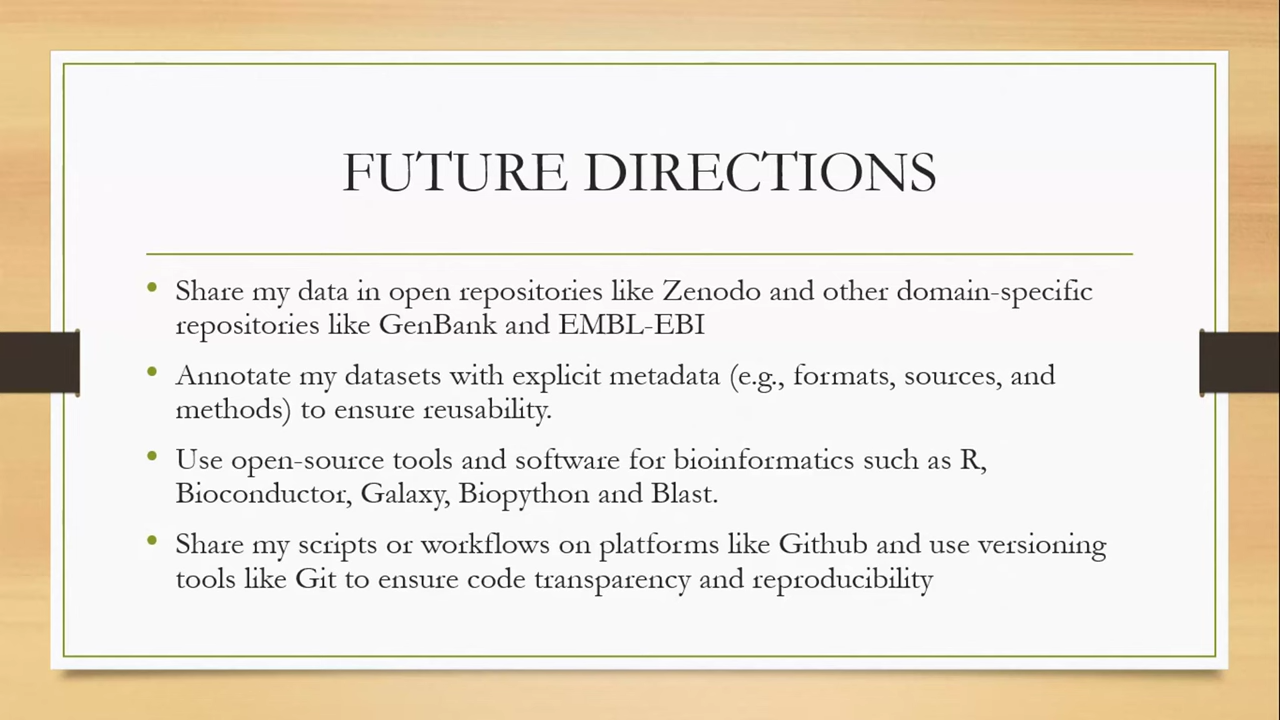 FUTURE DIRECTIONS
• Share my data in open repositories like Zenodo and other domain-specific
repositories like GenBank and EMBL-EBI
• Annotate my datasets with explicit metadata (e.g., formats, sources, and
methods) to ensure reusability.
• Use open-source tools and software for bioinformatics such as R,
Bioconductor, Galaxy, Biopython and Blast.
• Share my scripts or workflows on platforms like Github and use versioning
tools like Git to ensure code transparency and reproducibility